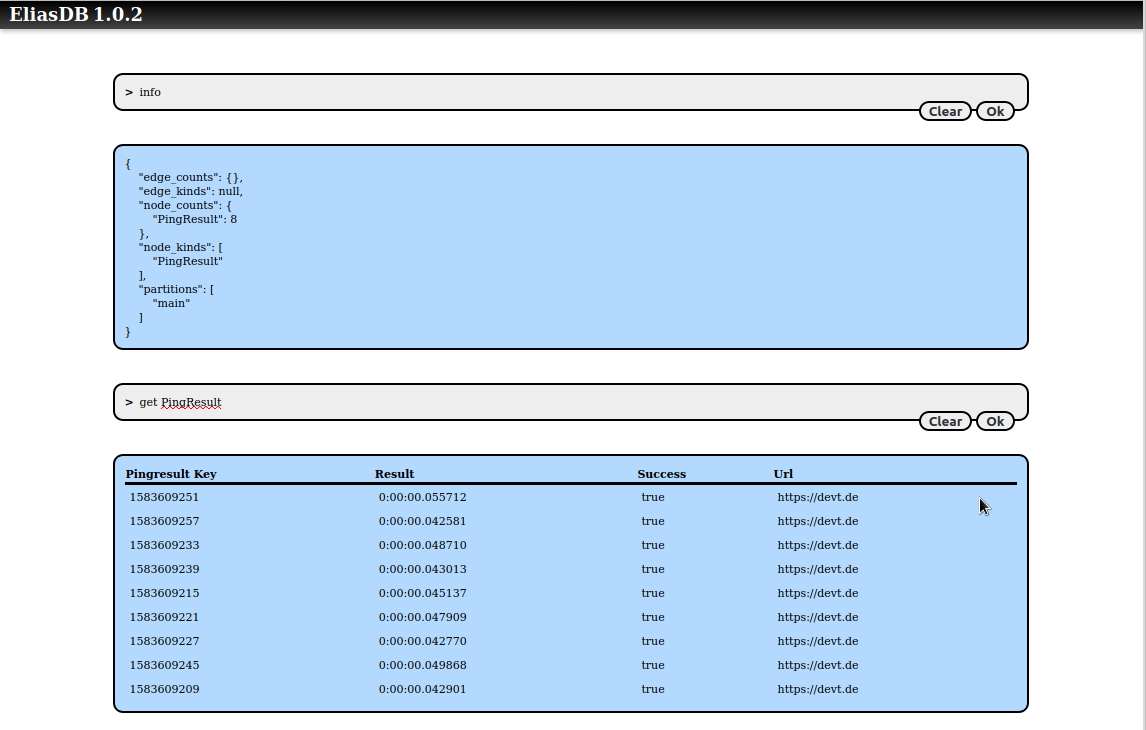 EliasDB 1.0.2
> info
Clear Ok
{
    "edge_counts": {},
    "edge_kinds": null,
    "node_counts": {
        "PingResult": 8
    },
    "node_kinds": [
        "PingResult"
    ],
    "partitions": [
        "main"
    ]
}
> get PingResult
Clear Ok
Pingresult Key Result Success Url
1583609251 0:00:00.055712 true https://devt.de
1583609257 0:00:00.042581 true https://devt.de
1583609233 0:00:00.048710 true https://devt.de
1583609239 0:00:00.043013 true https://devt.de
1583609215 0:00:00.045137 true https://devt.de
1583609221 0:00:00.047909 true https://devt.de
1583609227 0:00:00.042770 true https://devt.de
1583609245 0:00:00.049868 true https://devt.de
1583609209 0:00:00.042901 true https://devt.de